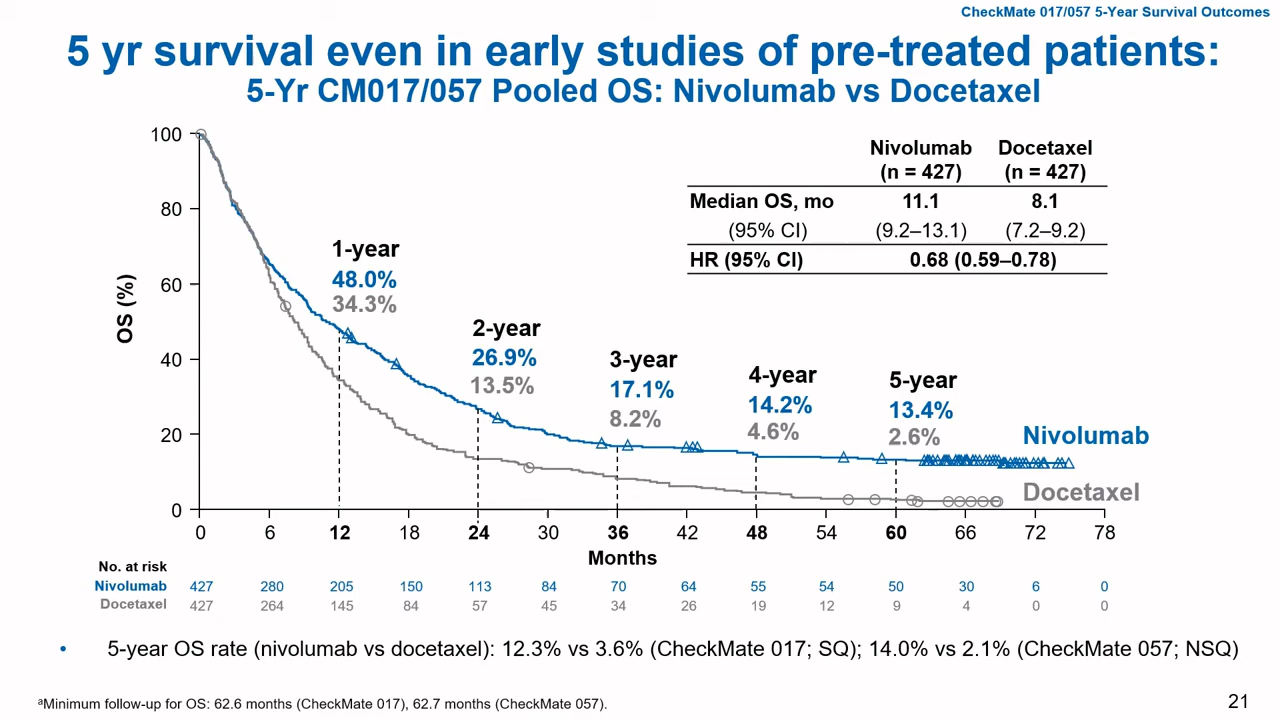 CheckMate 017/057 5-Year Survival Outcomes
5 yr survival even in early studies of pre-treated patients:
5-Yr CM017/057 Pooled OS: Nivolumab vs Docetaxel
Nivolumab Docetaxel
(n = 427) (n = 427)
Median OS, mo 11.1 8.1
(95% CI) (9.2–13.1) (7.2–9.2)
HR (95% CI) 0.68 (0.59–0.78)
OS (%)
100
80
60
40
20
0
1-year
48.0%
34.3%
2-year
26.9%
13.5%
3-year
17.1%
8.2%
4-year
14.2%
4.6%
5-year
13.4%
2.6%
Nivolumab
Docetaxel
0 6 12 18 24 30 36 42 48 54 60 66 72 78
Months
No. at risk
Nivolumab 427 280 205 150 113 84 70 64 55 54 50 30 6 0
Docetaxel 427 264 145 84 57 45 34 26 19 12 9 4 0 0
• 5-year OS rate (nivolumab vs docetaxel): 12.3% vs 3.6% (CheckMate 017; SQ); 14.0% vs 2.1% (CheckMate 057; NSQ)
aMinimum follow-up for OS: 62.6 months (CheckMate 017), 62.7 months (CheckMate 057).
21